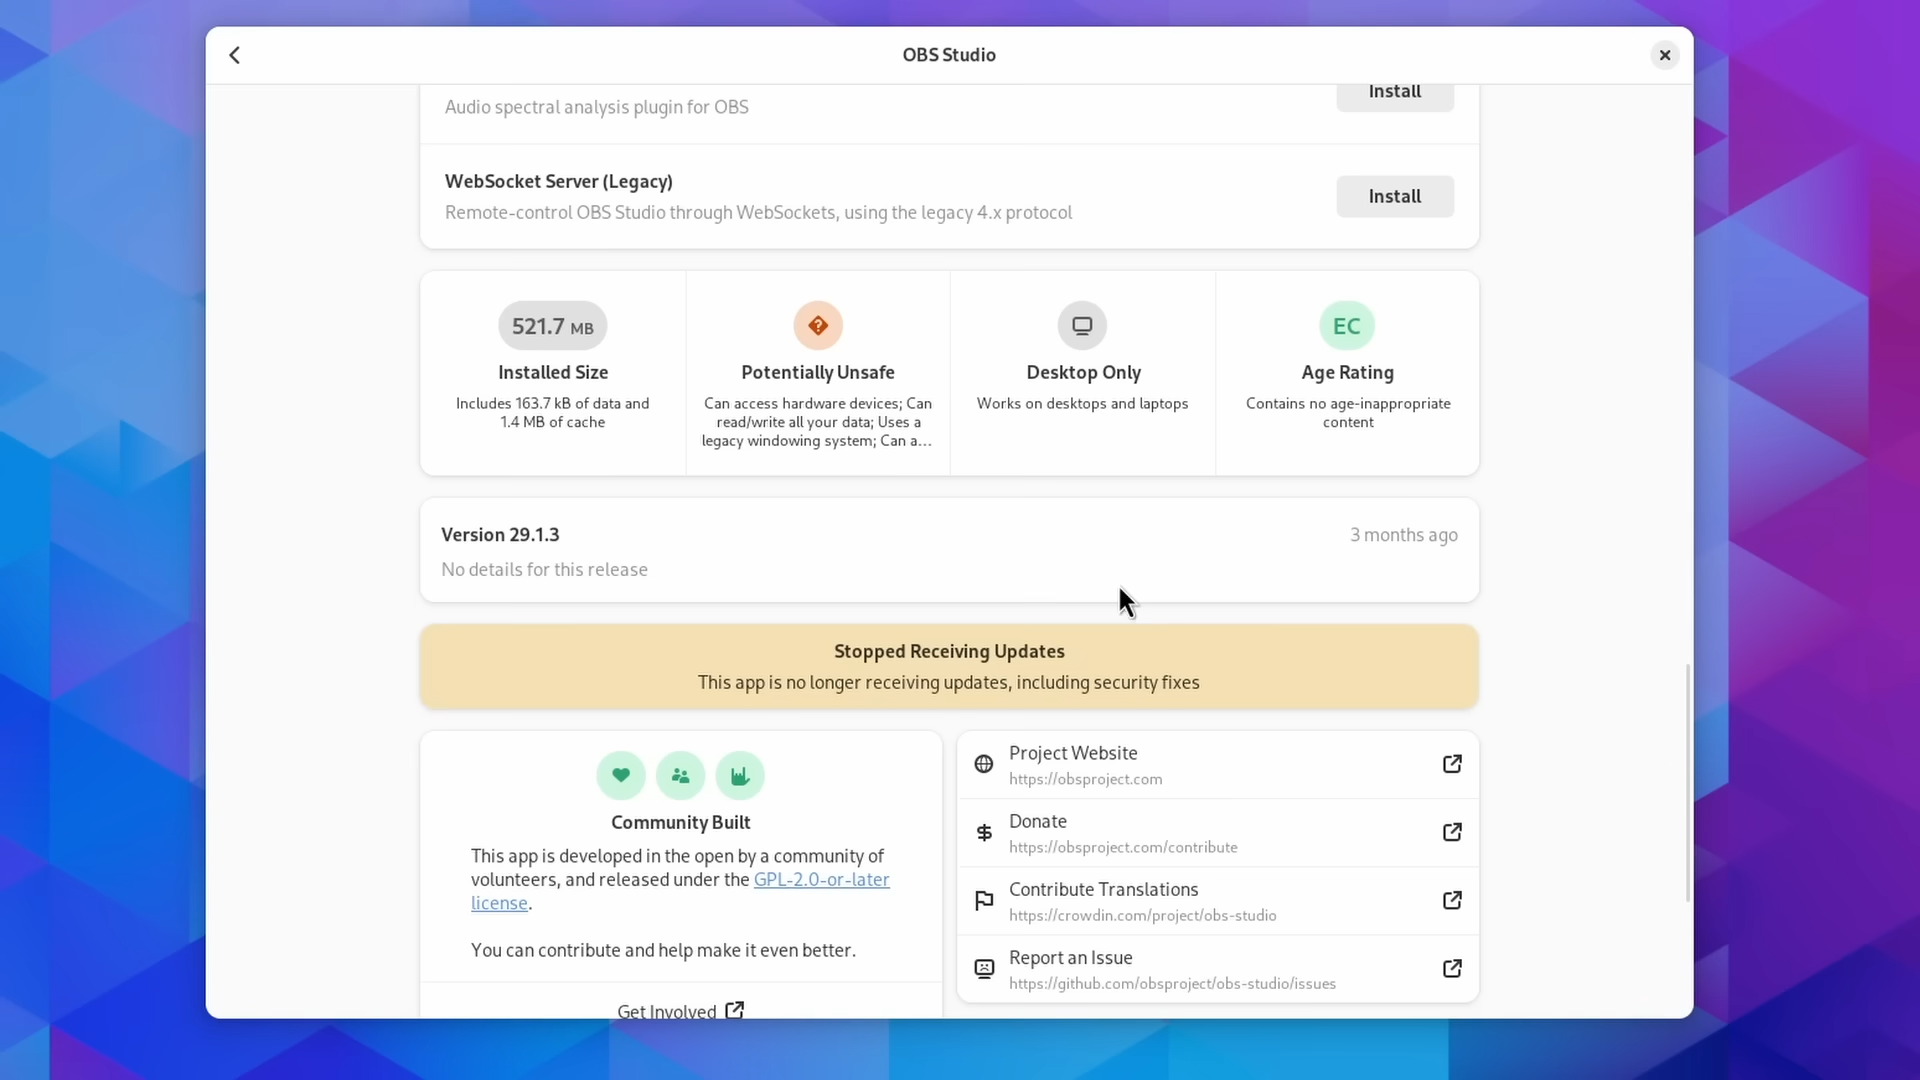 OBS Studio
Install
Audio spectral analysis plugin for OBS
WebSocket Server (Legacy)
Remote-control OBS Studio through WebSockets, using the legacy 4.x protocol
Install
521.7 MB
Installed Size
Includes 163.7 kB of data and
1.4 MB of cache
Potentially Unsafe
Can access hardware devices; Can
read/write all your data; Uses a
legacy windowing system; Can a...
Desktop Only
Works on desktops and laptops
EC
Age Rating
Contains no age-inappropriate
content
Version 29.1.3
3 months ago
No details for this release
Stopped Receiving Updates
This app is no longer receiving updates, including security fixes
Community Built
This app is developed in the open by a community of
volunteers, and released under the GPL-2.0-or-later
license.
You can contribute and help make it even better.
Get Involved
Project Website
https://obsproject.com
Donate
https://obsproject.com/contribute
Contribute Translations
https://crowdin.com/project/obs-studio
Report an Issue
https://github.com/obsproject/obs-studio/issues